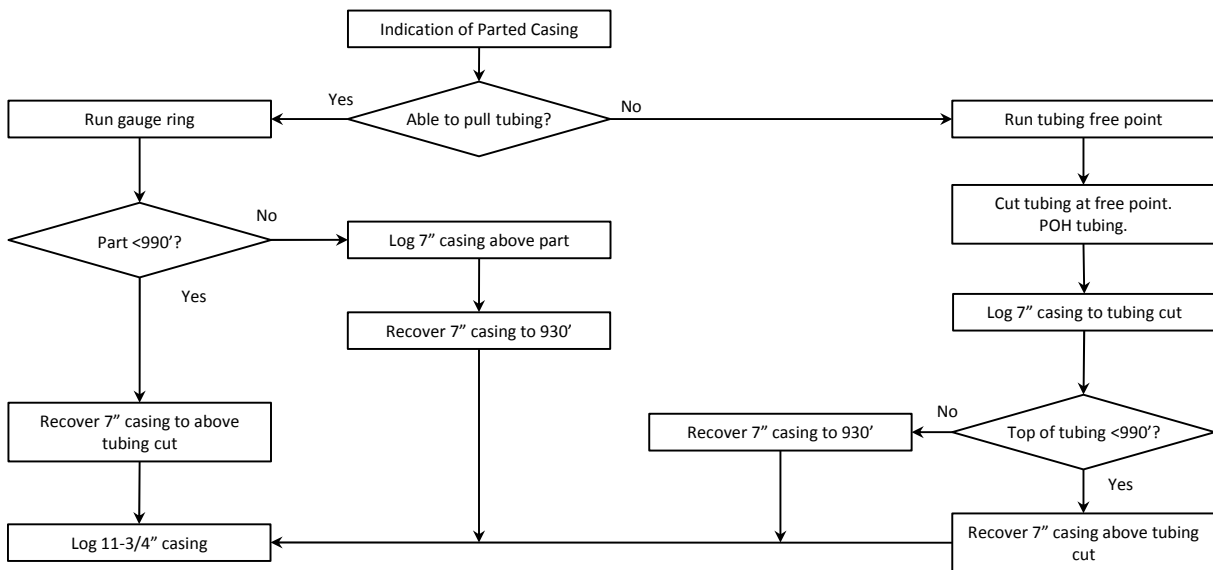 Indication of Parted Casing
Yes
No
Run gauge ring
Able to pull tubing?
Run tubing free point
Cut tubing at free point.
POH tubing.
No
Part <990’?
Log 7” casing above part
Yes
Log 7” casing to tubing cut
Recover 7” casing to 930’
No
Recover 7” casing to above
tubing cut
Recover 7” casing to 930’
Top of tubing <990’?
Yes
Log 11-3/4” casing
Recover 7” casing above tubing
cut